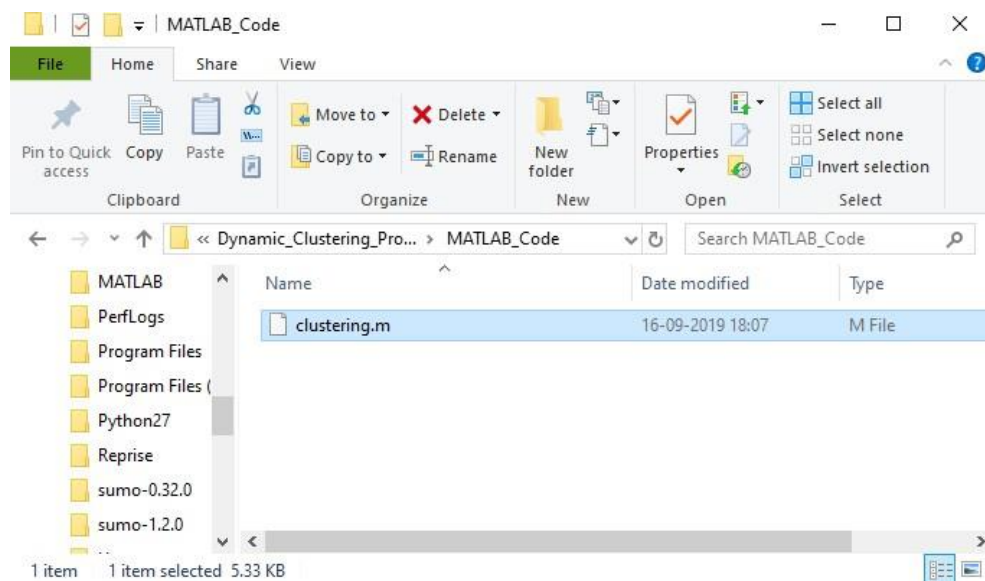 MATLAB_Code
File Home Share View
Pin to Quick access
Copy
Paste
Clipboard
Move to
Copy to
Delete
Rename
Organize
New folder
New
Properties
Open
Select all
Select none
Invert selection
Select
« Dynamic_Clustering_Pro... › MATLAB_Code
Search MATLAB_Code
MATLAB
PerfLogs
Program Files
Program Files (
Python27
Reprise
sumo-0.32.0
sumo-1.2.0
Name Date modified Type
clustering.m 16-09-2019 18:07 M File
1 item 1 item selected 5.33 KB